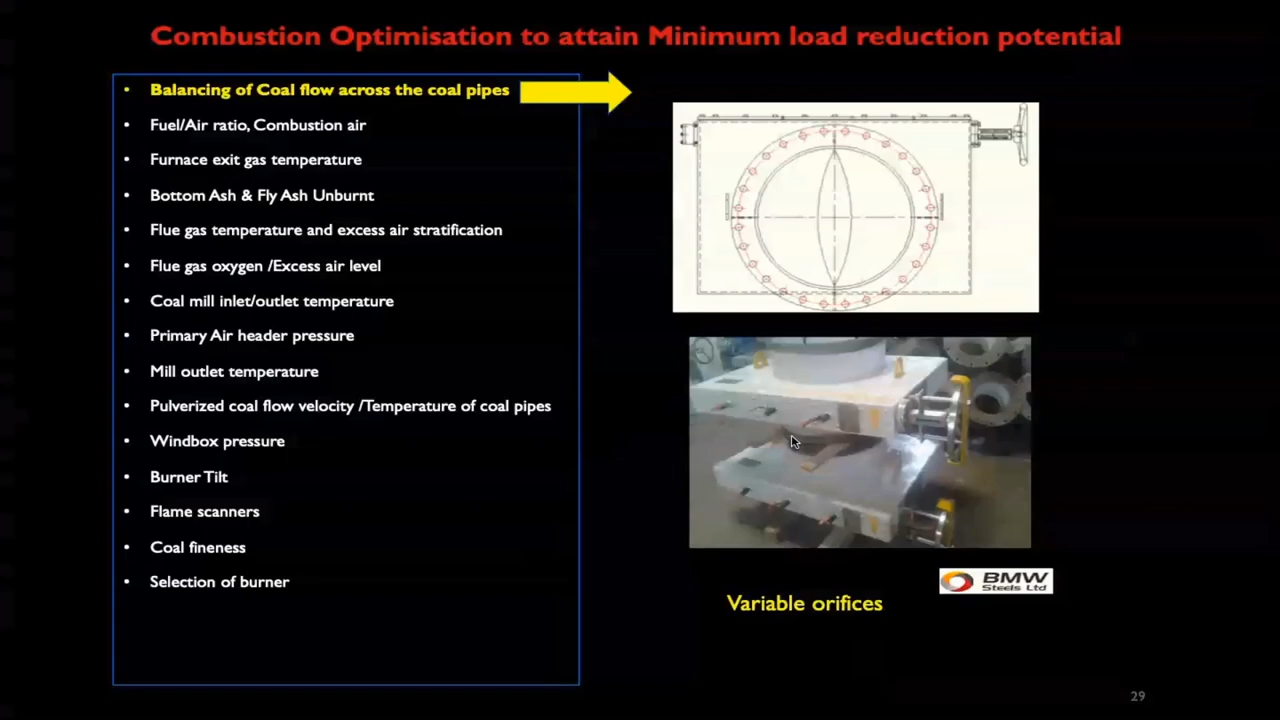 Combustion Optimisation to attain Minimum load reduction potential
• Balancing of Coal flow across the coal pipes
• Fuel/Air ratio, Combustion air
• Furnace exit gas temperature
• Bottom Ash & Fly Ash Unburnt
• Flue gas temperature and excess air stratification
• Flue gas oxygen /Excess air level
• Coal mill inlet/outlet temperature
• Primary Air header pressure
• Mill outlet temperature
• Pulverized coal flow velocity /Temperature of coal pipes
• Windbox pressure
• Burner Tilt
• Flame scanners
• Coal fineness
• Selection of burner
BMW
Steels Ltd
Variable orifices
29